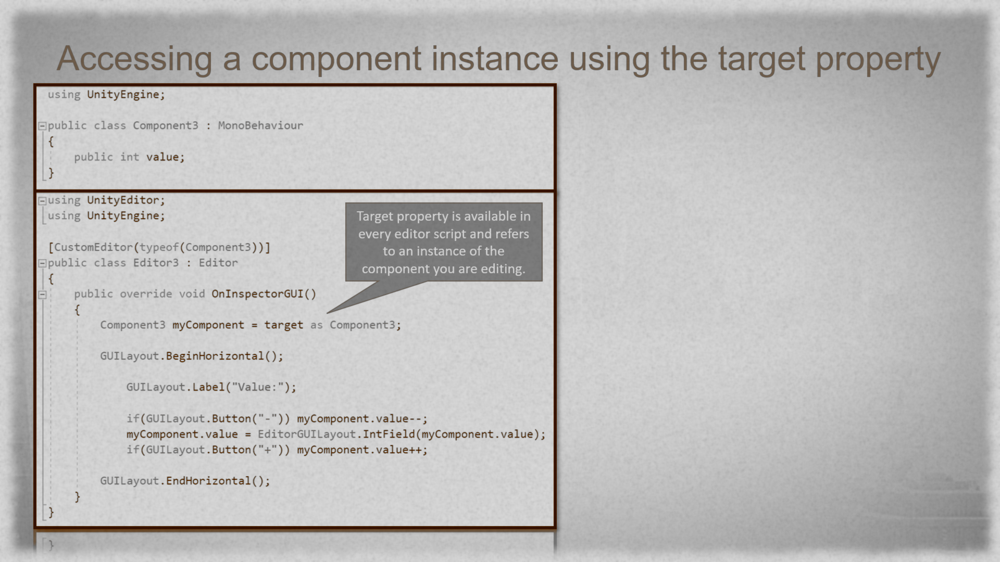 Accessing a component instance using the target property
using UnityEngine;
public class Component3 : MonoBehaviour
{
public int value;
}
using UnityEditor;
using UnityEngine;
[CustomEditor(typeof(Component3))]
public class Editor3 : Editor
{
public override void OnInspectorGUI()
{
Component3 myComponent = target as Component3;
GUILayout.BeginHorizontal();
GUILayout.Label("Value:");
if(GUILayout.Button("-")) myComponent.value--;
myComponent.value = EditorGUILayout.IntField(myComponent.value);
if(GUILayout.Button("+")) myComponent.value++;
GUILayout.EndHorizontal();
}
}
Target property is available in
every editor script and refers
to an instance of the
component you are editing.
}